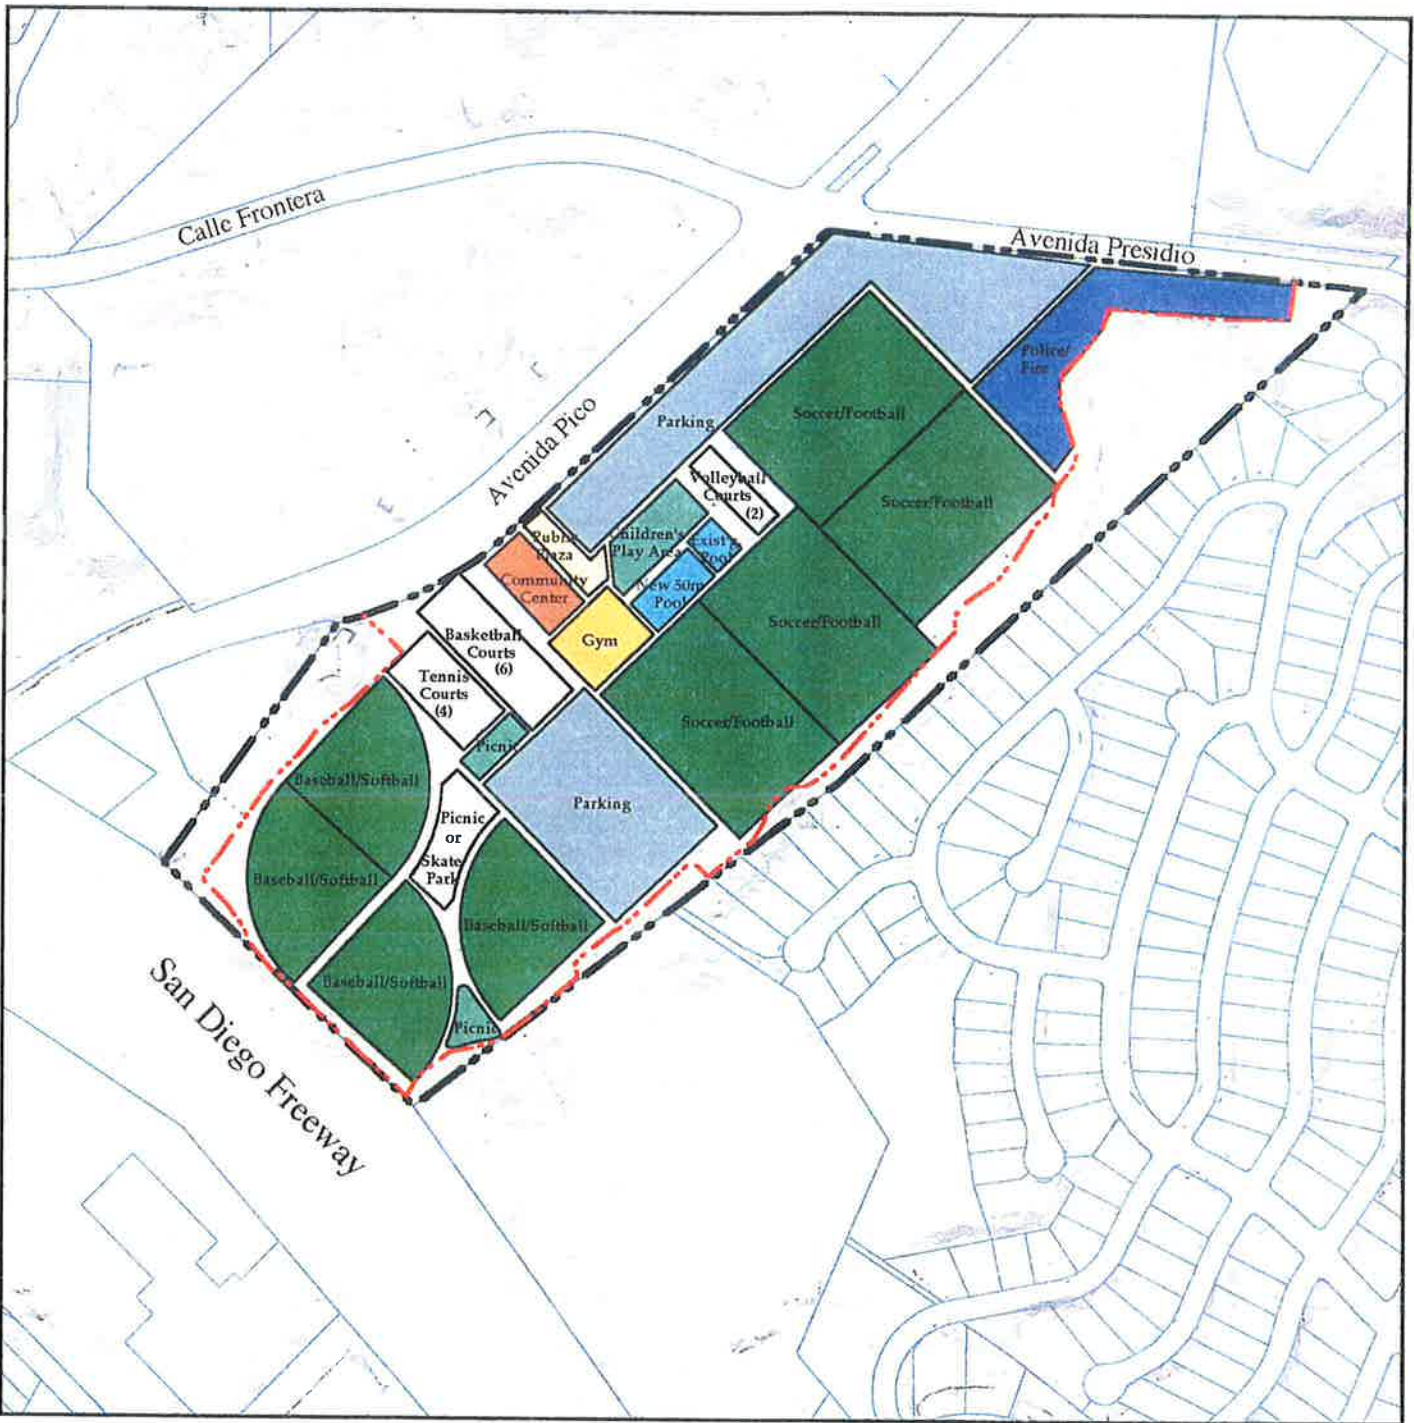 Calle Frontera
Avenida Presidio
Avenida Pico
Police/
Fire
Parking
Soccer/Football
Volleyball
Courts
(2)
Soccer/Football
Public
Plaza
Children's
Play Area
Exist'g
Pool
Community
Center
New 50m
Pool
Soccer/Football
Gym
Basketball
Courts
(6)
Tennis
Courts
(4)
Soccer/Football
Picnic
Baseball/Softball
Parking
Picnic
or
Skate
Park
Baseball/Softball
Baseball/Softball
Baseball/Softball
Picnic
San Diego Freeway